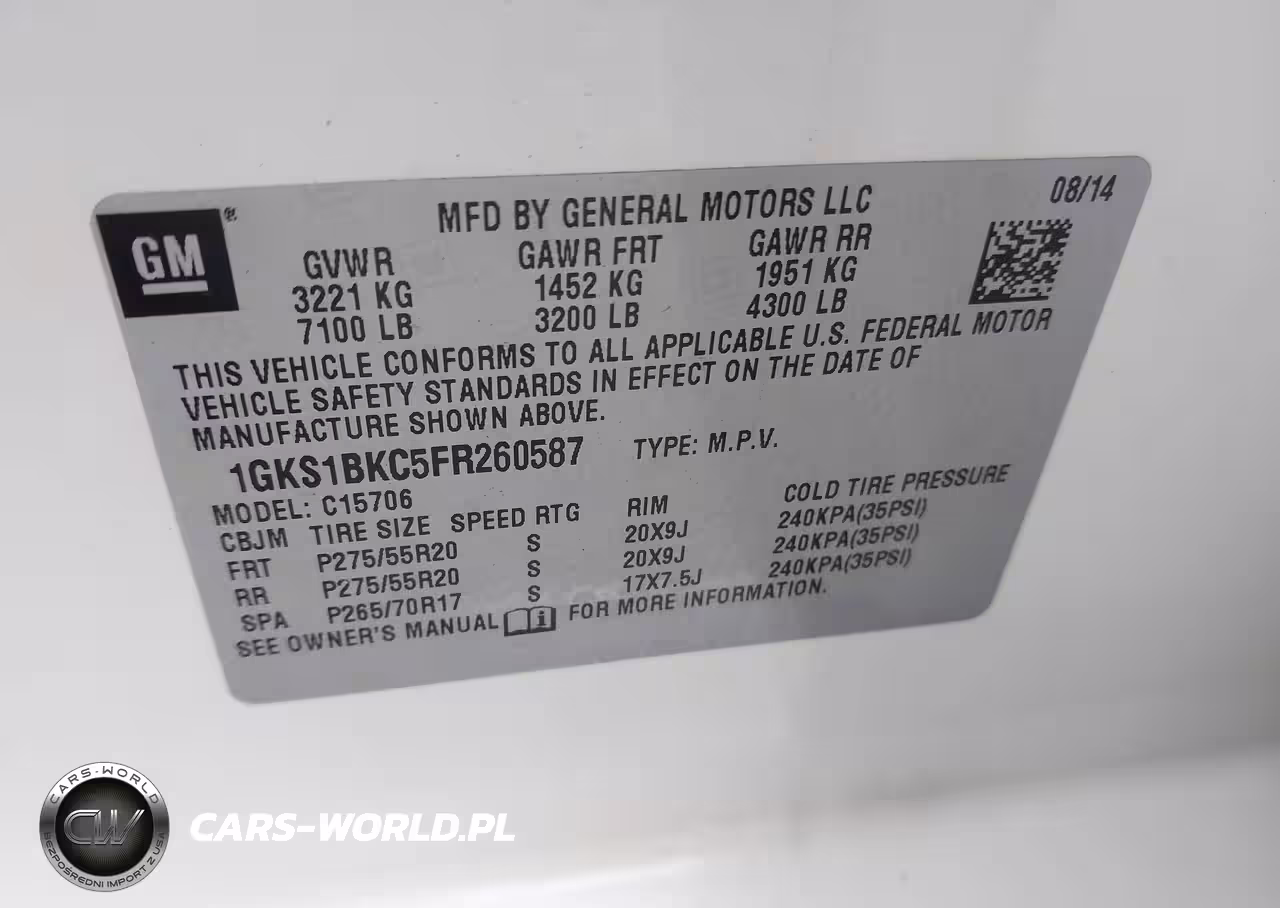 GM®
MFD BY GENERAL MOTORS LLC
08/14
GVWR GAWR FRT GAWR RR
3221 KG 1452 KG 1951 KG
7100 LB 3200 LB 4300 LB
THIS VEHICLE CONFORMS TO ALL APPLICABLE U.S. FEDERAL MOTOR
VEHICLE SAFETY STANDARDS IN EFFECT ON THE DATE OF
MANUFACTURE SHOWN ABOVE.
1GKS1BKC5FR260587 TYPE: M.P.V.
MODEL: C15706
CBJM TIRE SIZE SPEED RTG RIM COLD TIRE PRESSURE
FRT P275/55R20 S 20X9J 240KPA(35PSI)
RR P275/55R20 S 20X9J 240KPA(35PSI)
SPA P265/70R17 S 17X7.5J 240KPA(35PSI)
SEE OWNER'S MANUAL FOR MORE INFORMATION.
CARS-WORLD
CW
BEZPOŚREDNI IMPORT Z USA
CARS-WORLD.PL